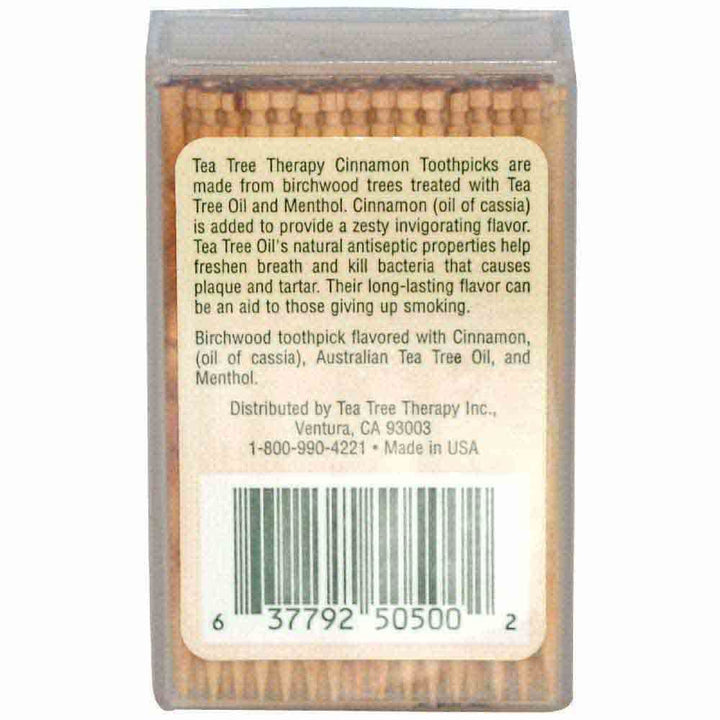 Tea Tree Therapy Cinnamon Toothpicks are
made from birchwood trees treated with Tea
Tree Oil and Menthol. Cinnamon (oil of cassia)
is added to provide a zesty invigorating flavor.
Tea Tree Oil's natural antiseptic properties help
freshen breath and kill bacteria that causes
plaque and tartar. Their long-lasting flavor can
be an aid to those giving up smoking.
Birchwood toothpick flavored with Cinnamon,
(oil of cassia), Australian Tea Tree Oil, and
Menthol.
Distributed by Tea Tree Therapy Inc.,
Ventura, CA 93003
1-800-990-4221 • Made in USA
6 37792 50500 2